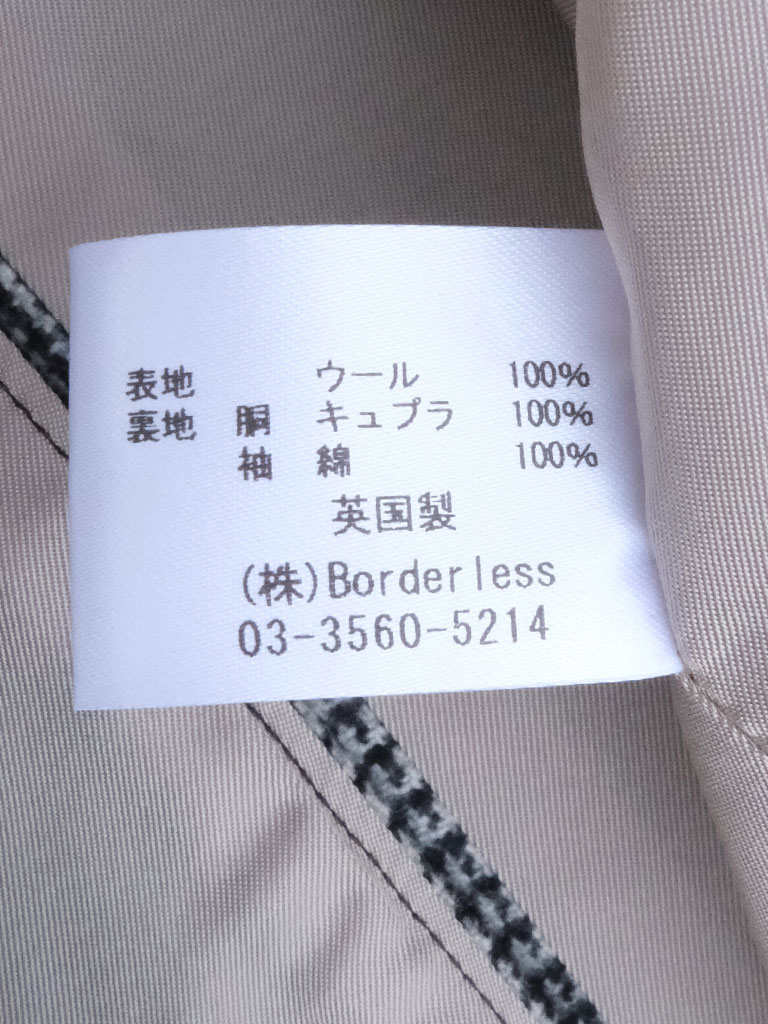 表地 ウール 100%
裏地 胴 キュプラ 100%
袖 綿 100%
英国製
(株)Borderless
03-3560-5214